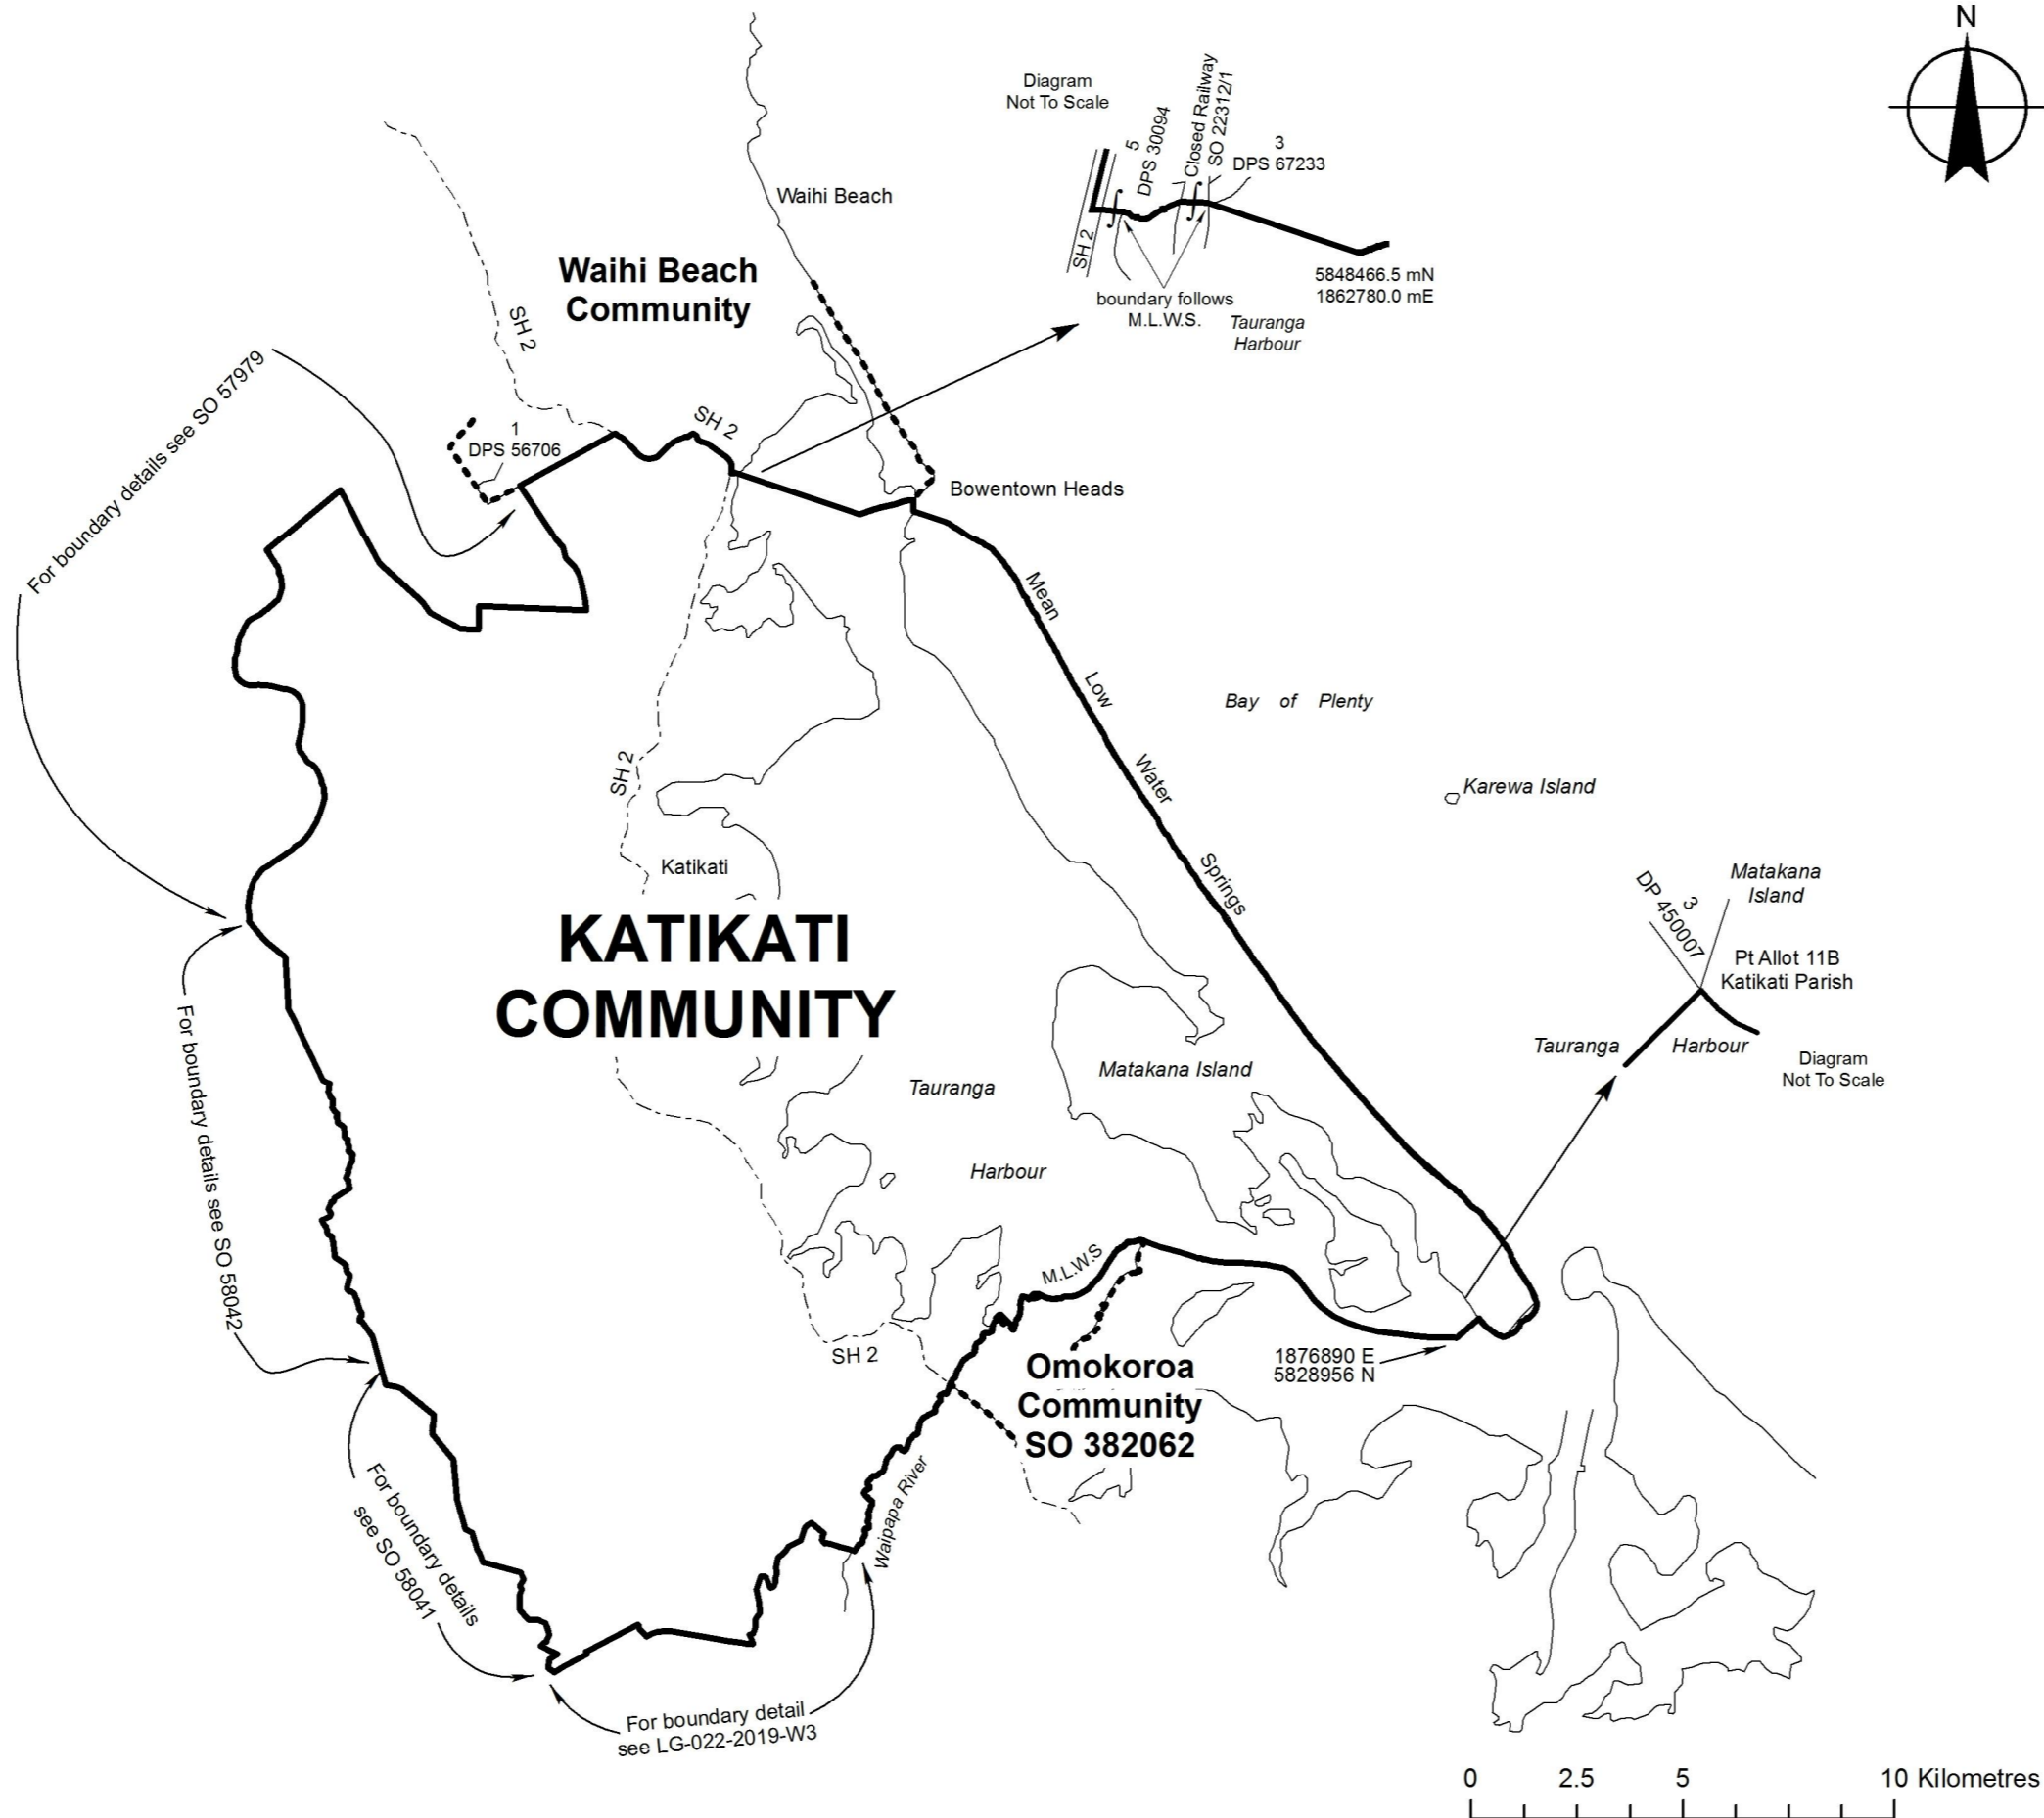 N
Diagram
Not To Scale
5
DPS 30094
Closed Railway
SO 22312/1
3
DPS 67233
SH 2
boundary follows
M.L.W.S.
5848466.5 mN
1862780.0 mE
Tauranga
Harbour
Waihi Beach
Waihi Beach
Community
SH 2
For boundary details see SO 57979
1
DPS 56706
SH 2
Bowentown Heads
Mean
Low
Water
Springs
Bay of Plenty
Karewa Island
SH 2
Katikati
KATIKATI
COMMUNITY
3
DP 450007
Matakana
Island
Pt Allot 11B
Katikati Parish
Tauranga Harbour
Diagram
Not To Scale
Matakana Island
Tauranga
Harbour
For boundary details see SO 58042
M.L.W.S
SH 2
1876890 E
5828956 N
Omokoroa
Community
SO 382062
Waipapa River
For boundary details
see SO 58041
For boundary detail
see LG-022-2019-W3
0 2.5 5 10 Kilometres